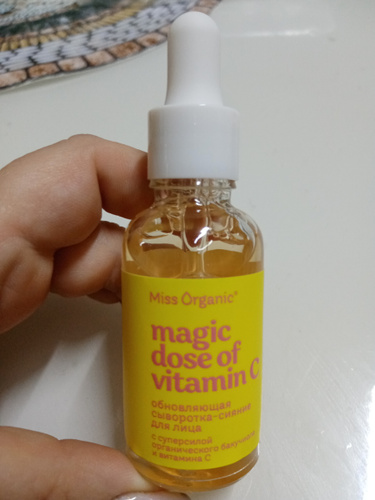 Miss Organic®
magic
dose of
vitamin C
обновляющая
сыворотка-сияние
для лица
с суперсилой
органического бакучиола
и витамина С